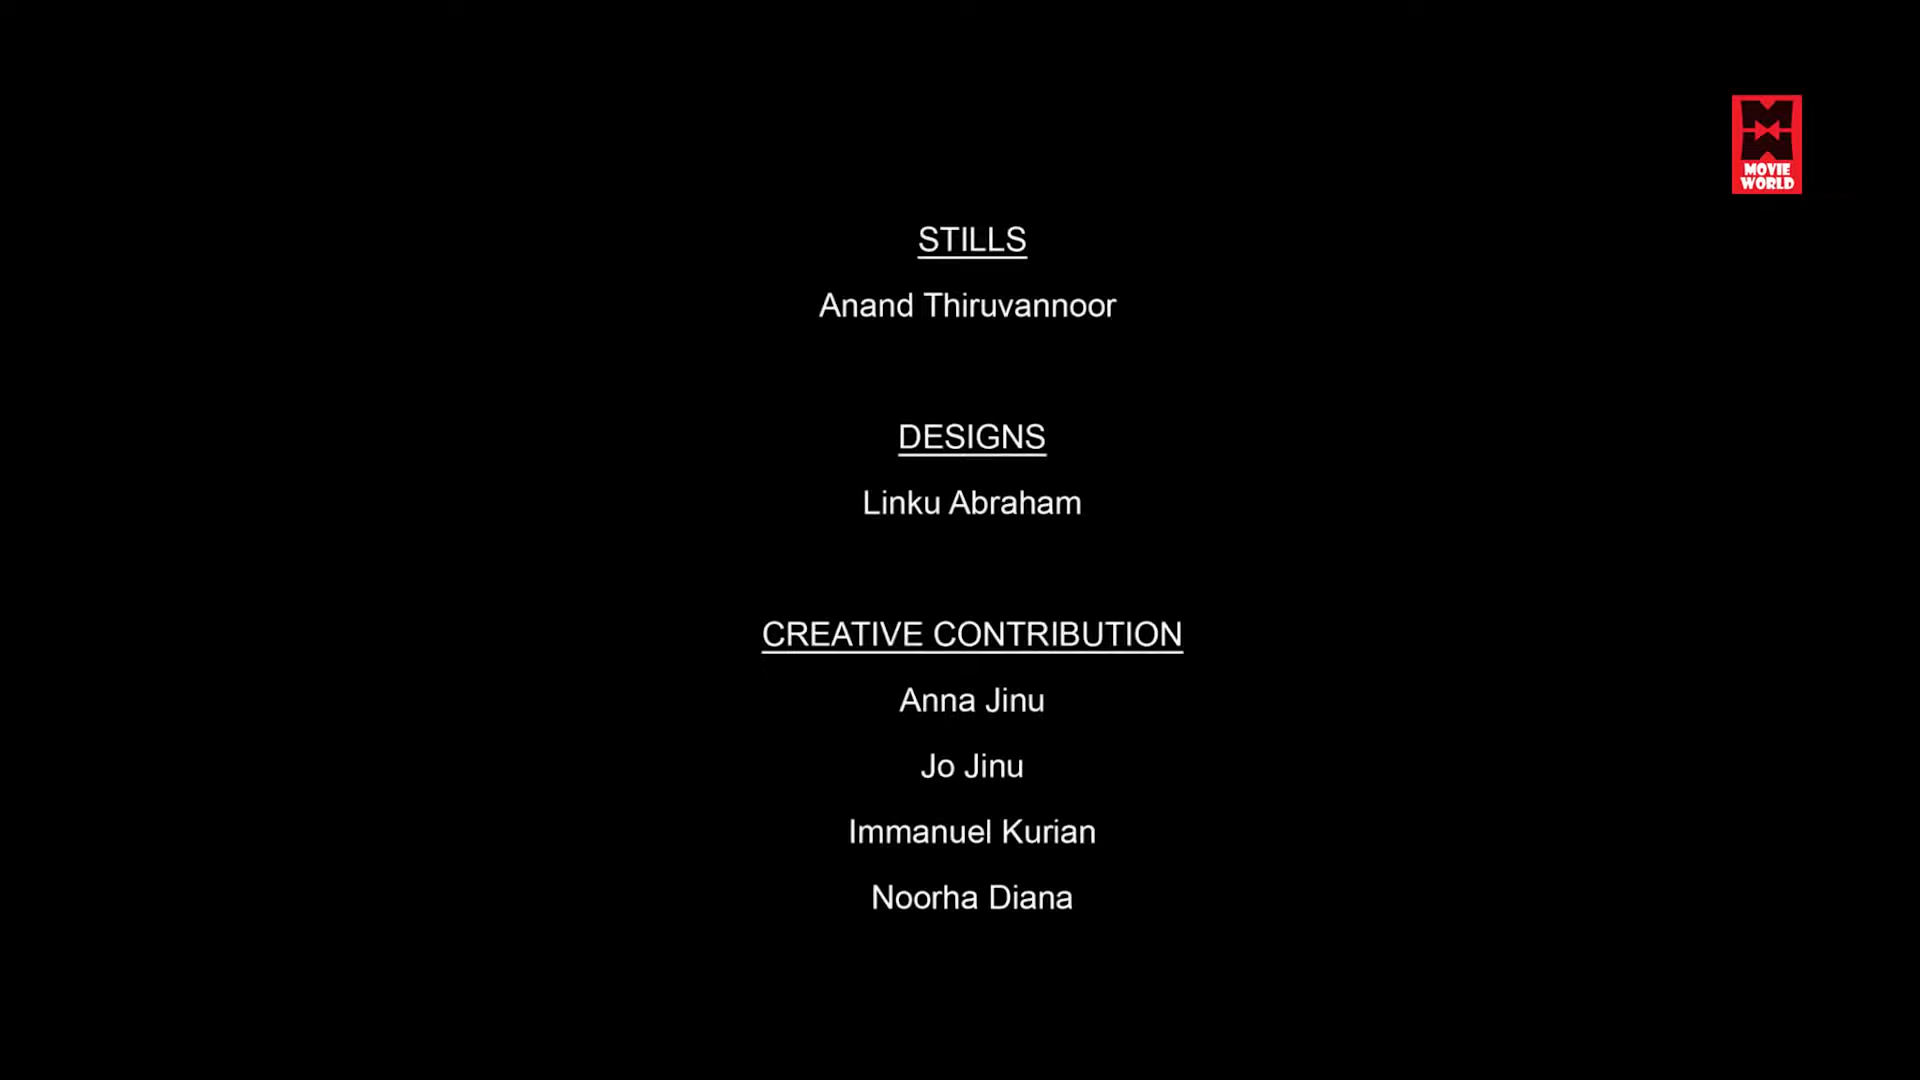 MOVIE
WORLD
STILLS
Anand Thiruvannoor
DESIGNS
Linku Abraham
CREATIVE CONTRIBUTION
Anna Jinu
Jo Jinu
Immanuel Kurian
Noorha Diana